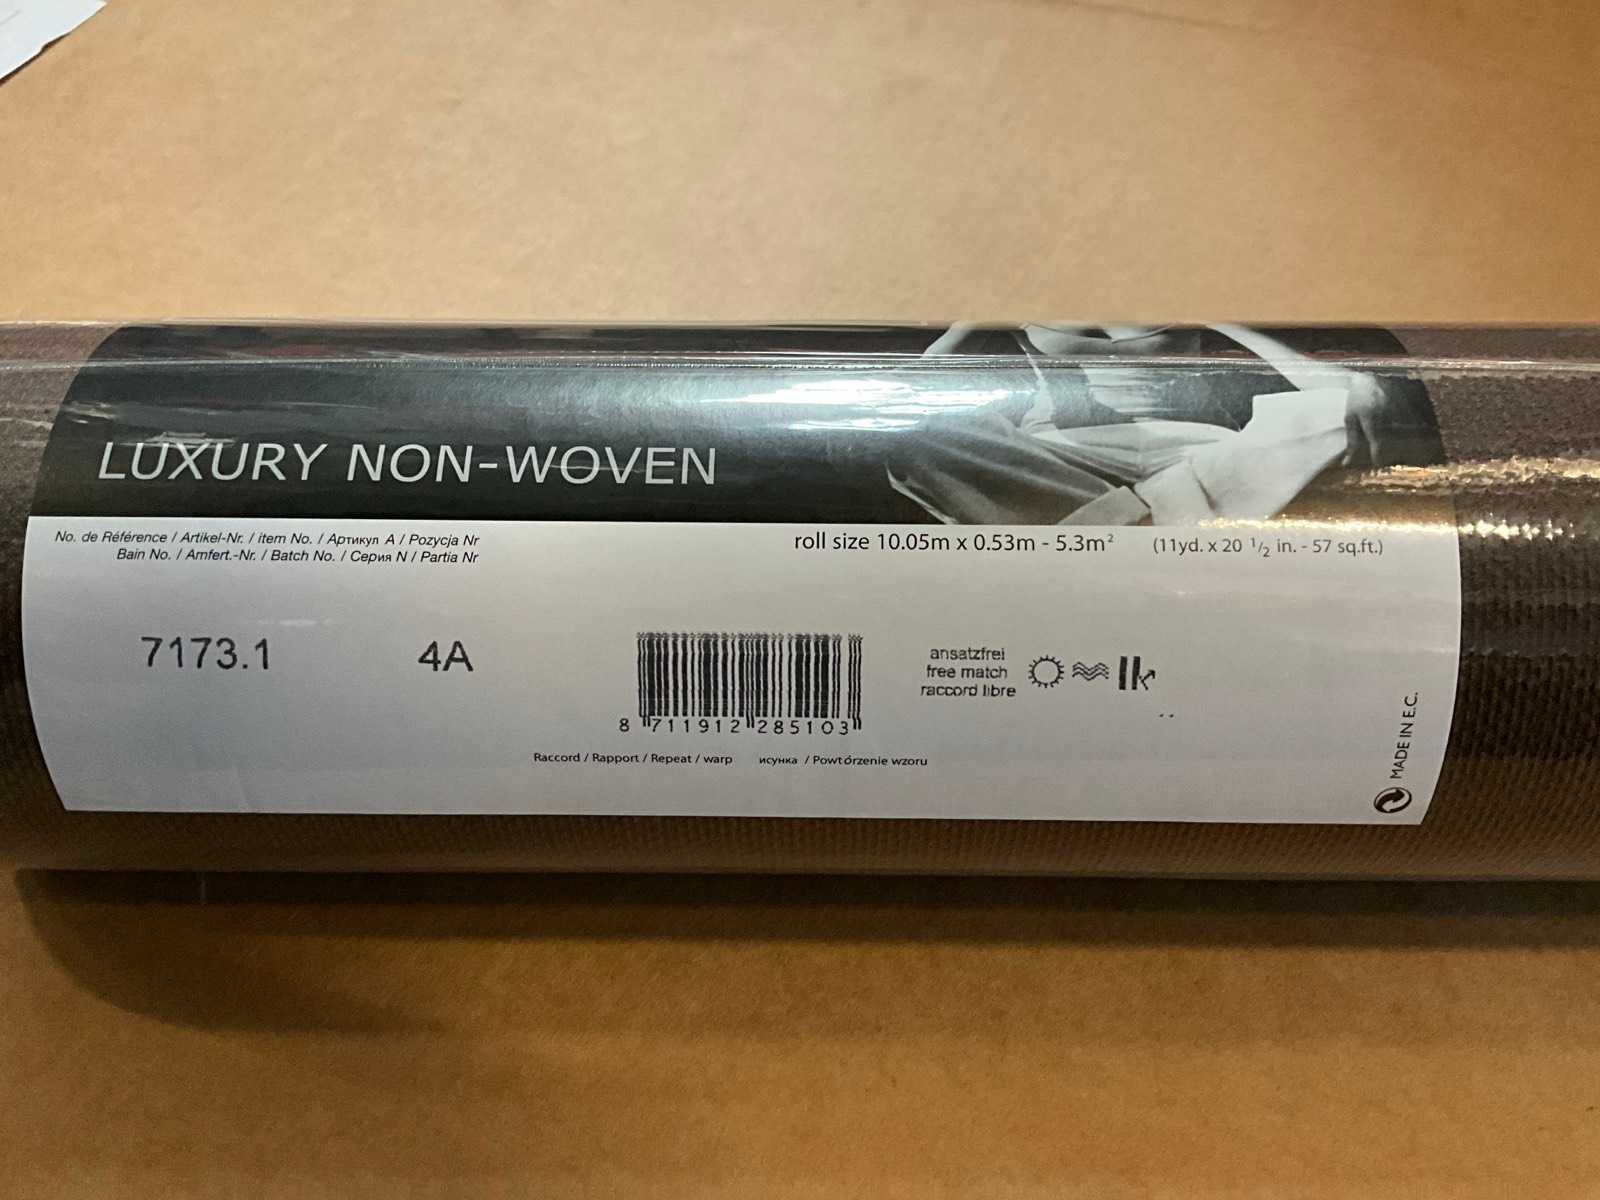 LUXURY NON-WOVEN
No. de Référence / Artikel-Nr. / item No. / Артикул А / Pozycja Nr
Bain No. / Amfert.-Nr. / Batch No. / Серия N / Partia Nr
roll size 10.05m x 0.53m - 5.3m² (11yd. x 20 1/2 in. - 57 sq.ft.)
7173.1 4A
8 711912 285103
ansatzfrei
free match
raccord libre
Raccord / Rapport / Repeat / warp исунка / Powtórzenie wzoru
MADE IN E.C.